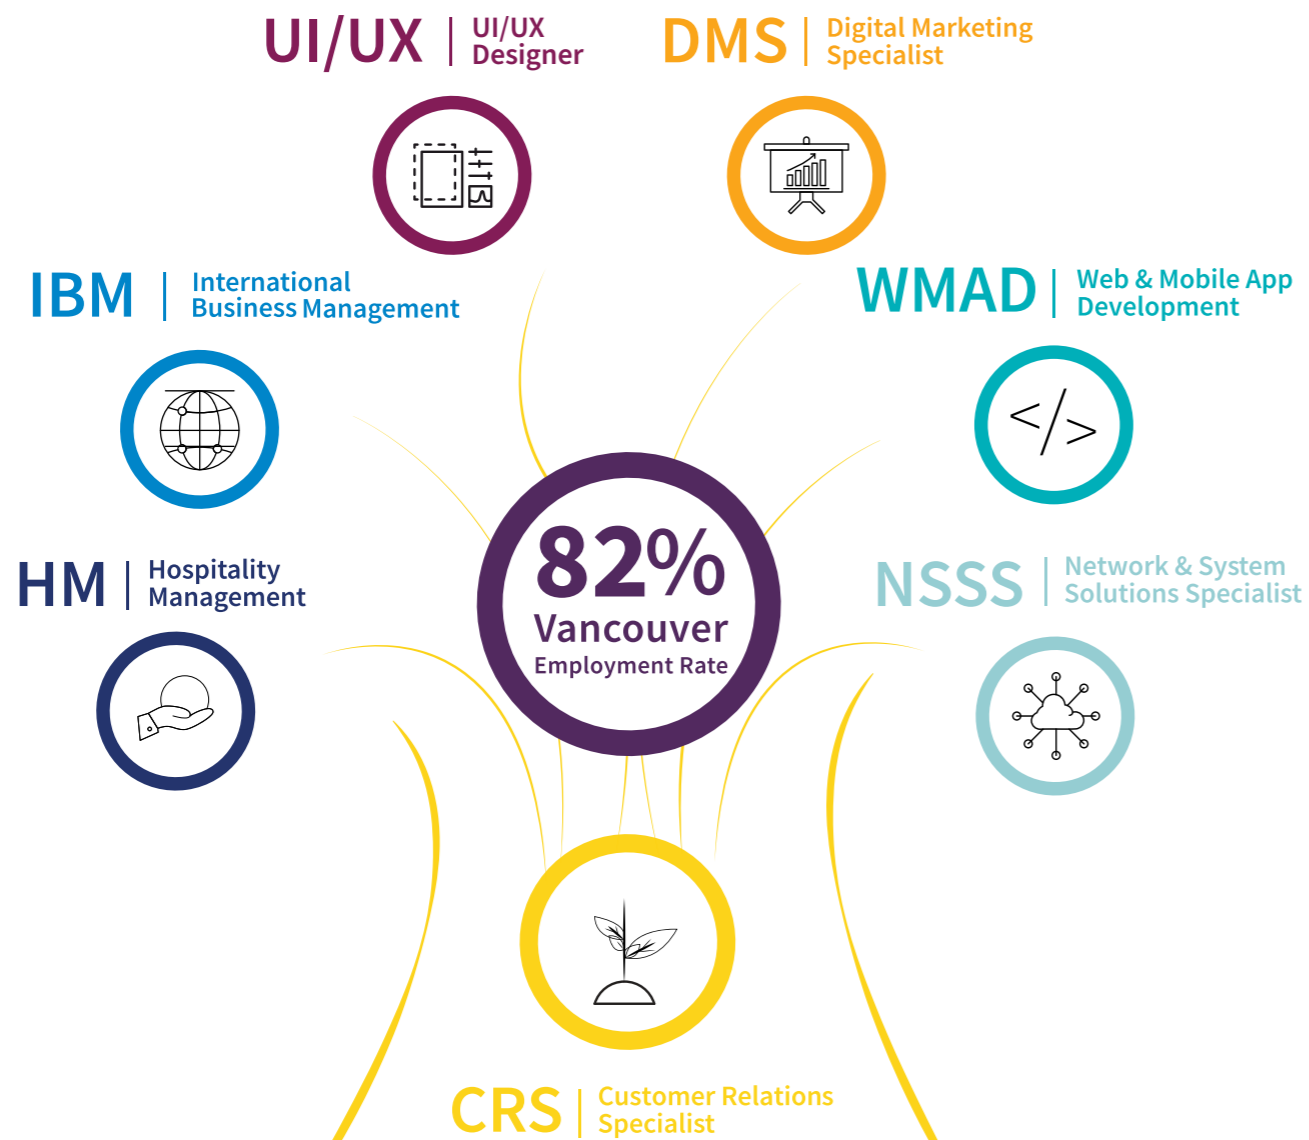 UI/UX
UI/UX
Designer
DMS
Digital Marketing
Specialist
IBM
International
Business Management
WMAD
Web & Mobile App
Development
</>
82%
Vancouver
Employment Rate
HM
Hospitality
Management
NSSS
Network & System
Solutions Specialist
CRS
Customer Relations
Specialist